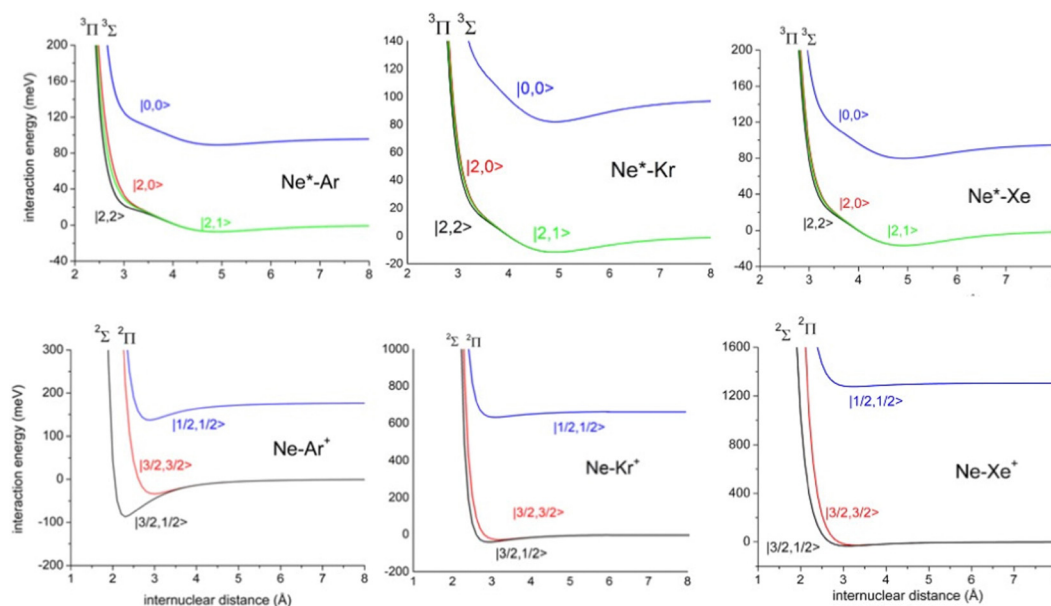 ³Π ³Σ
200
160
120
80
40
0
-40
interaction energy (meV)
|0,0>
|2,0>
|2,2>
|2,1>
Ne*-Ar
2 3 4 5 6 7 8
³Π ³Σ
140
120
100
80
60
40
20
0
-20
|0,0>
|2,0>
|2,2>
|2,1>
Ne*-Kr
2 3 4 5 6 7 8
³Π ³Σ
200
160
120
80
40
0
-40
|0,0>
|2,0>
|2,2>
|2,1>
Ne*-Xe
2 3 4 5 6 7
²Σ ²Π
300
200
100
0
-100
-200
interaction energy (meV)
|1/2,1/2>
|3/2,3/2>
|3/2,1/2>
Ne-Ar⁺
1 2 3 4 5 6 7 8
internuclear distance (Å)
²Σ ²Π
1000
800
600
400
200
0
-200
|1/2,1/2>
|3/2,3/2>
|3/2,1/2>
Ne-Kr⁺
1 2 3 4 5 6 7 8
internuclear distance (Å)
²Σ ²Π
1600
1200
800
400
0
|1/2,1/2>
|3/2,3/2>
|3/2,1/2>
Ne-Xe⁺
1 2 3 4 5 6 7 8
internuclear distance (Å)